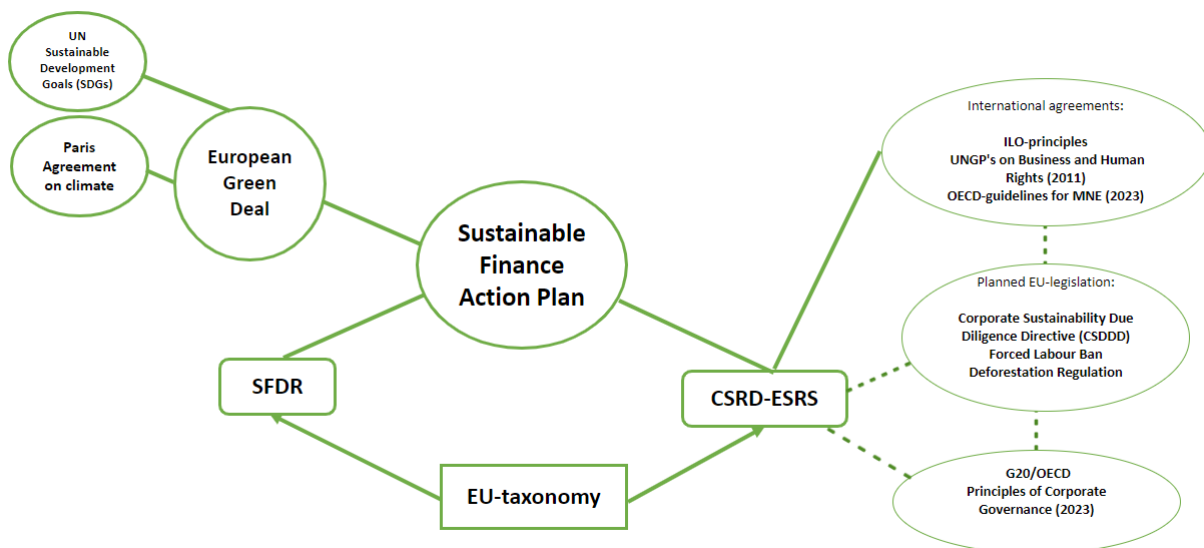 UN
Sustainable
Development
Goals (SDGs)
Paris
Agreement
on climate
European
Green
Deal
Sustainable
Finance
Action Plan
SFDR
CSRD-ESRS
EU-taxonomy
International agreements:
ILO-principles
UNGP's on Business and Human
Rights (2011)
OECD-guidelines for MNE (2023)
Planned EU-legislation:
Corporate Sustainability Due
Diligence Directive (CSDDD)
Forced Labour Ban
Deforestation Regulation
G20/OECD
Principles of Corporate
Governance (2023)